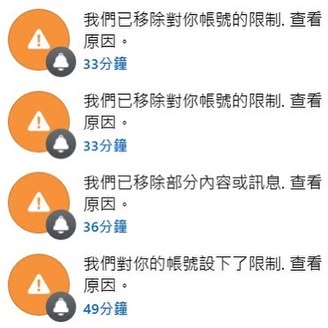 我們已移除對你帳號的限制. 查看
原因。
33分鐘
我們已移除對你帳號的限制. 查看
原因。
33分鐘
我們已移除部分內容或訊息. 查看
原因。
36分鐘
我們對你的帳號設下了限制. 查看
原因。
49分鐘